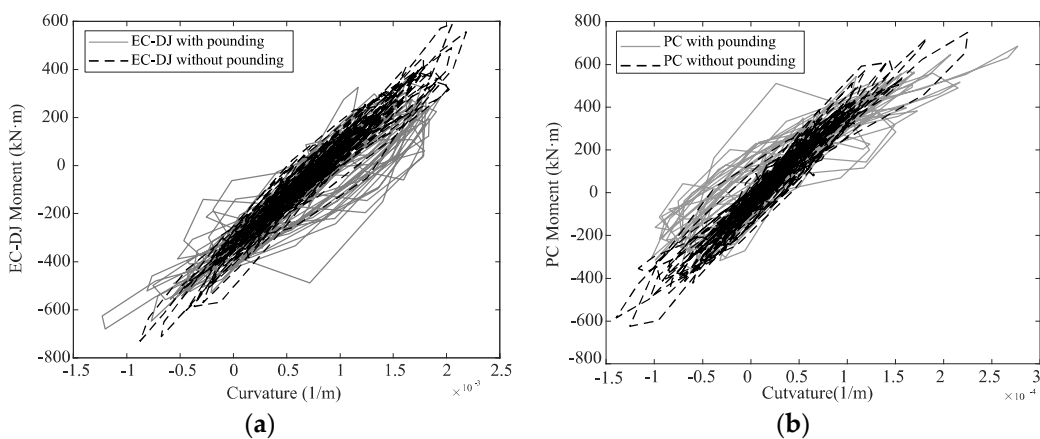 600
400
200
0
-200
-400
-600
-800
EC-DJ Moment (kN·m)
EC-DJ with pounding
EC-DJ without pounding
-1.5 -1 -0.5 0 0.5 1 1.5 2 2.5
Curvature (1/m)
×10⁻³
(a)
800
600
400
200
0
-200
-400
-600
-800
PC Moment (kN·m)
PC with pounding
PC without pounding
-1.5 -1 -0.5 0 0.5 1 1.5 2 2.5 3
Cutvature(1/m)
×10⁻⁴
(b)